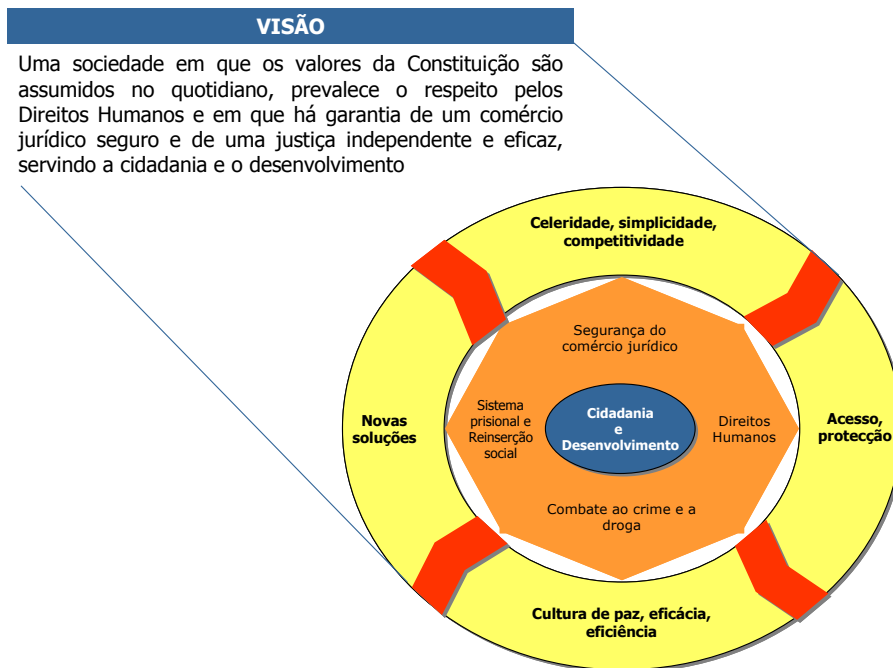 VISÃO
Uma sociedade em que os valores da Constituição são
assumidos no quotidiano, prevalece o respeito pelos
Direitos Humanos e em que há garantia de um comércio
jurídico seguro e de uma justiça independente e eficaz,
servindo a cidadania e o desenvolvimento
Celeridade, simplicidade,
competitividade
Segurança do
comércio jurídico
Novas
soluções
Sistema
prisional e
Reinserção
social
Cidadania
e
Desenvolvimento
Direitos
Humanos
Acesso,
protecção
Combate ao crime e a
droga
Cultura de paz, eficácia,
eficiência